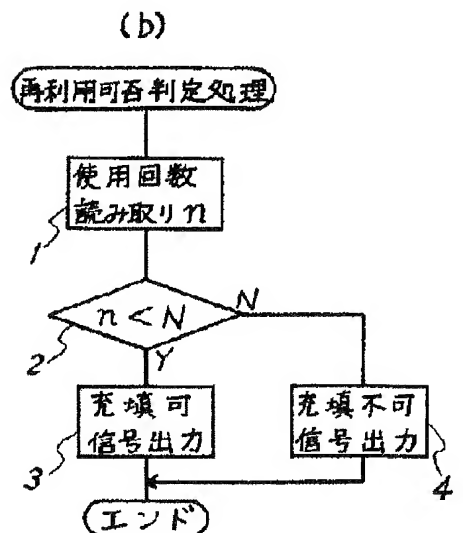 (b)
再利用可否判定処理
使用回数
読み取りn
1
n < N
N
2
Y
充填可
信号出力
3
充填不可
信号出力
4
エンド